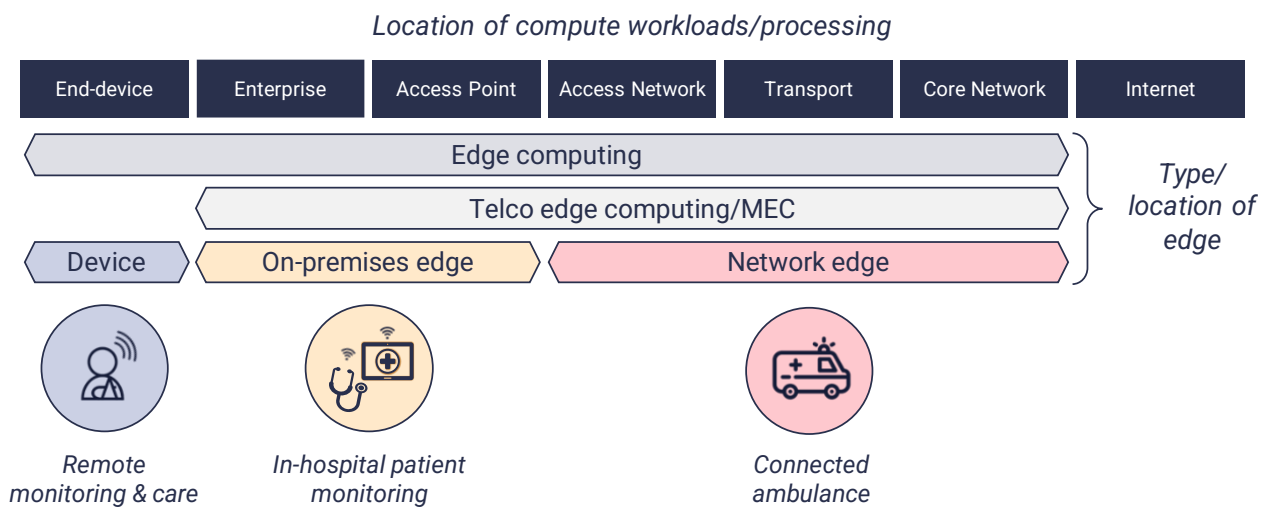 Location of compute workloads/processing
End-device
Enterprise
Access Point
Access Network
Transport
Core Network
Internet
Edge computing
Telco edge computing/MEC
Device
On-premises edge
Network edge
Type/
location of
edge
Remote
monitoring & care
In-hospital patient
monitoring
Connected
ambulance